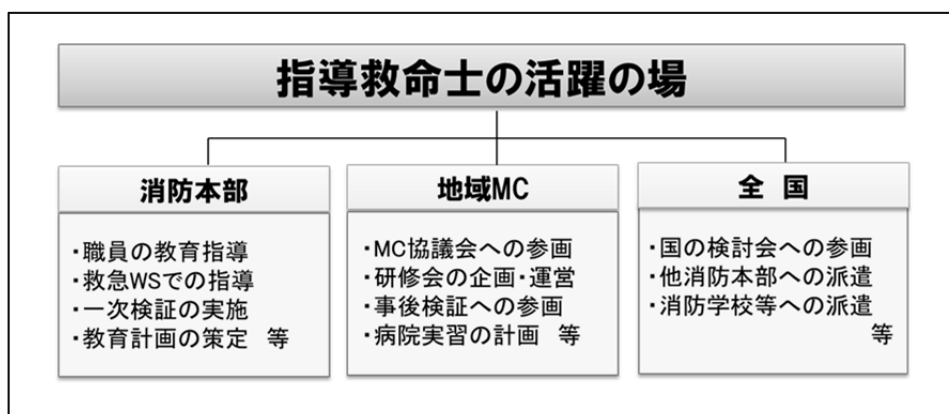 指導救命士の活躍の場
消防本部
・職員の教育指導
・救急WSでの指導
・一次検証の実施
・教育計画の策定　等
地域MC
・MC協議会への参画
・研修会の企画・運営
・事後検証への参画
・病院実習の計画　等
全　国
・国の検討会への参画
・他消防本部への派遣
・消防学校等への派遣
等